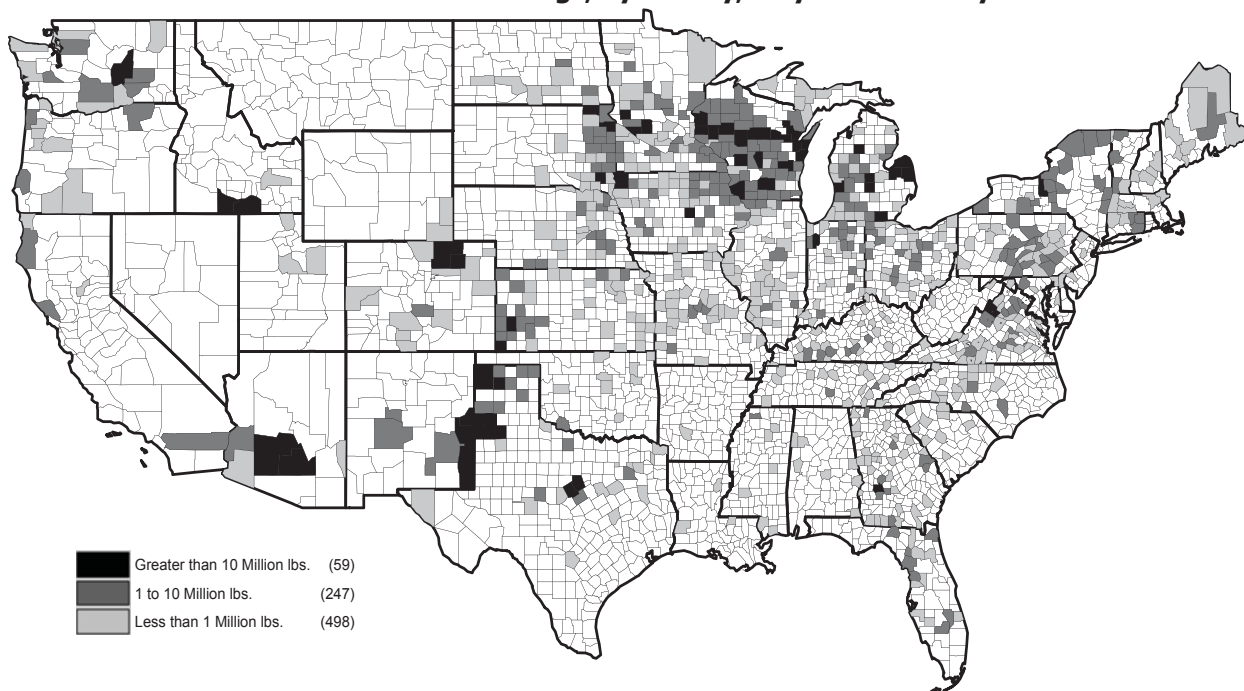 Greater than 10 Million lbs. (59)
1 to 10 Million lbs. (247)
Less than 1 Million lbs. (498)